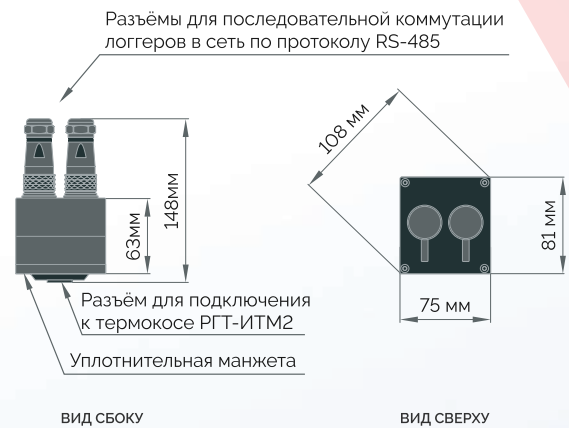 Разъёмы для последовательной коммутации
логгеров в сеть по протоколу RS-485
148мм
63мм
108 мм
81 мм
75 мм
Разъём для подключения
к термокосе РГТ-ИТМ2
Уплотнительная манжета
ВИД СБОКУ
ВИД СВЕРХУ